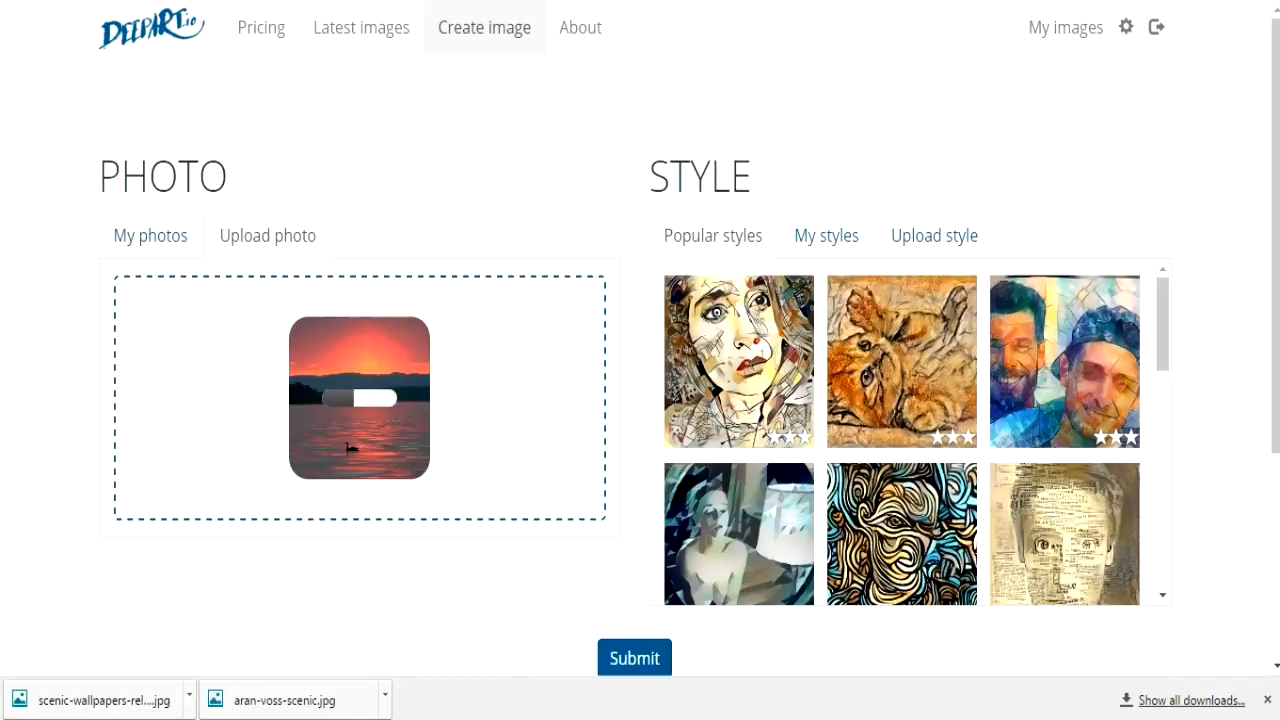 DEEPART.io Pricing Latest images Create image About My images
PHOTO
STYLE
My photos Upload photo
Popular styles My styles Upload style
Submit
scenic-wallpapers-rel....jpg
aran-voss-scenic.jpg
Show all downloads...